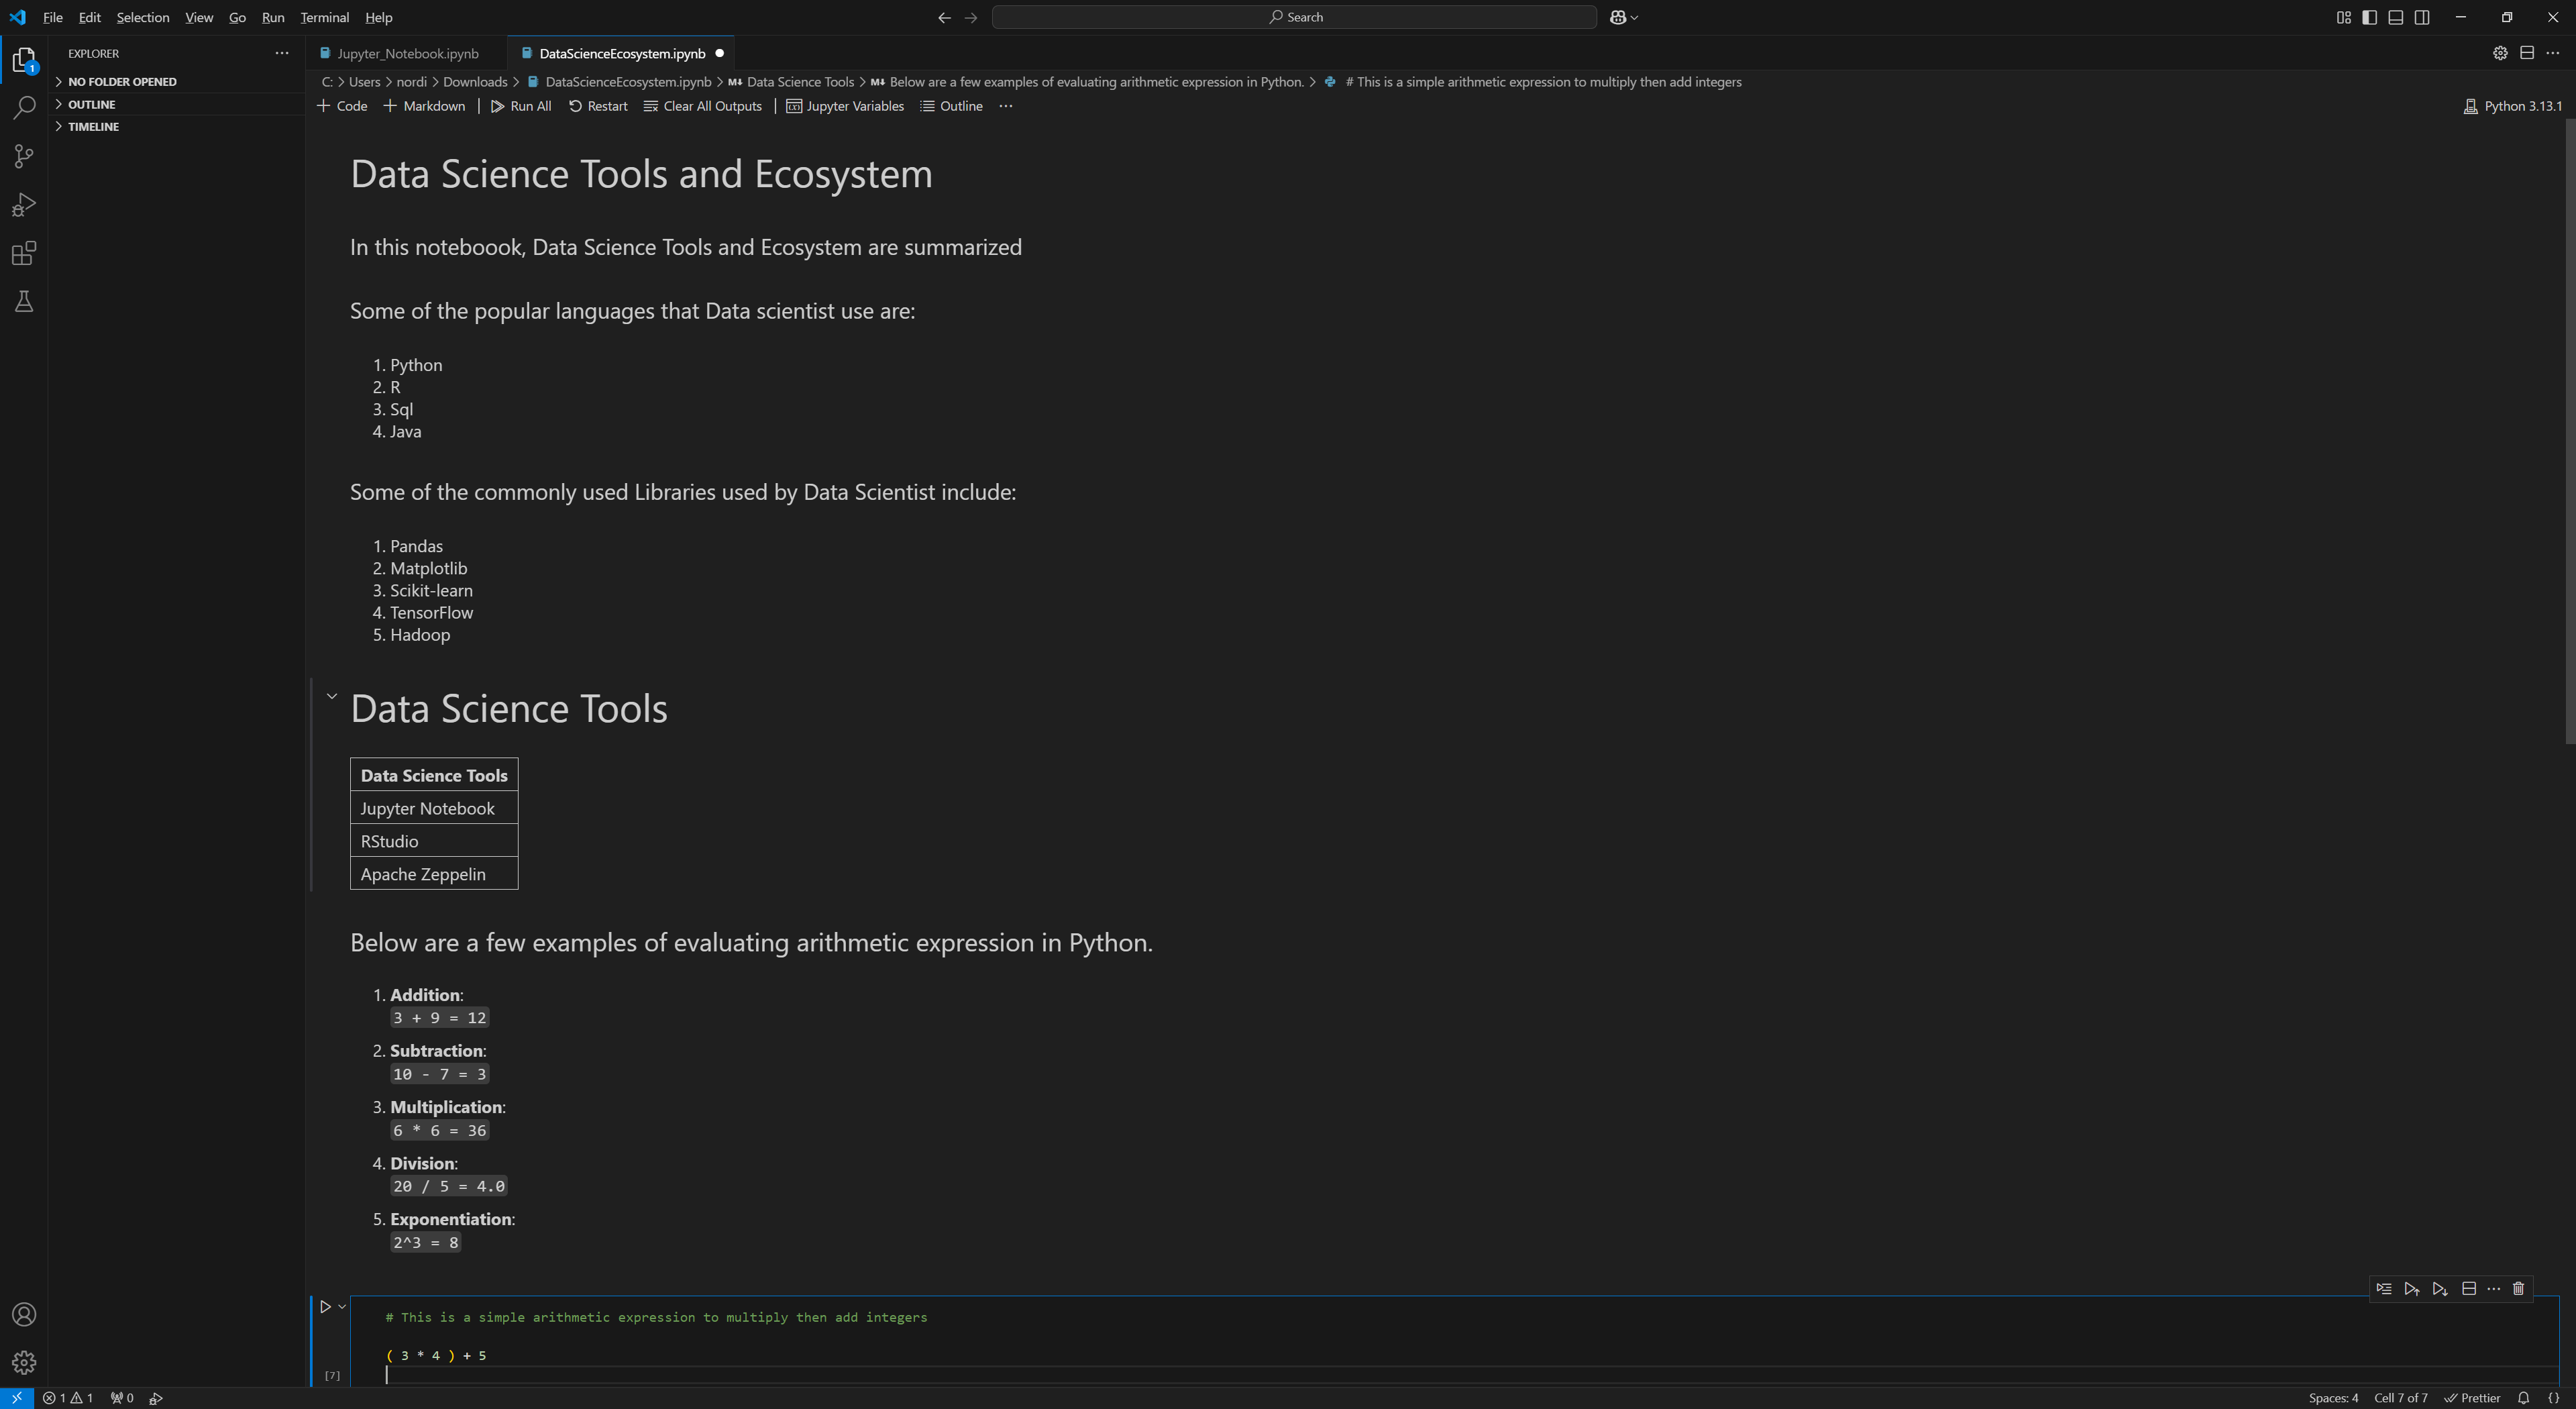 File Edit Selection View Go Run Terminal Help
Search
EXPLORER
Jupyter_Notebook.ipynb
DataScienceEcosystem.ipynb
1
NO FOLDER OPENED
OUTLINE
TIMELINE
C: > Users > nordi > Downloads > DataScienceEcosystem.ipynb > M↓ Data Science Tools > M↓ Below are a few examples of evaluating arithmetic expression in Python. > # This is a simple arithmetic expression to multiply then add integers
+ Code + Markdown | Run All Restart Clear All Outputs | Jupyter Variables Outline ...
Python 3.13.1
Data Science Tools and Ecosystem
In this noteboook, Data Science Tools and Ecosystem are summarized
Some of the popular languages that Data scientist use are:
1. Python
2. R
3. Sql
4. Java
Some of the commonly used Libraries used by Data Scientist include:
1. Pandas
2. Matplotlib
3. Scikit-learn
4. TensorFlow
5. Hadoop
Data Science Tools
Data Science Tools
Jupyter Notebook
RStudio
Apache Zeppelin
Below are a few examples of evaluating arithmetic expression in Python.
1. Addition:
3 + 9 = 12
2. Subtraction:
10 - 7 = 3
3. Multiplication:
6 * 6 = 36
4. Division:
20 / 5 = 4.0
5. Exponentiation:
2^3 = 8
# This is a simple arithmetic expression to multiply then add integers
( 3 * 4 ) + 5
[7]
1 1 0
Spaces: 4 Cell 7 of 7 Prettier {}